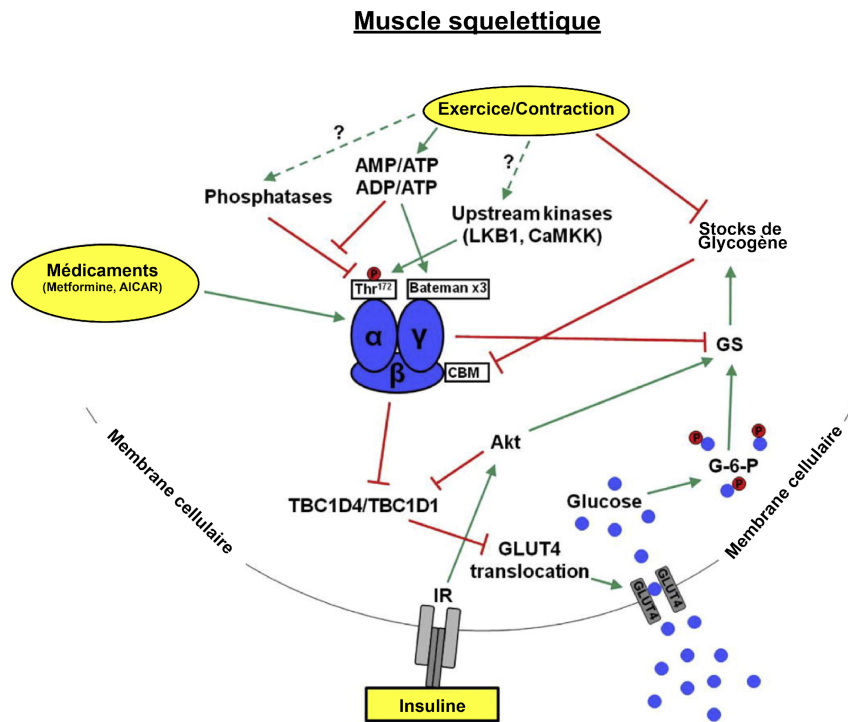 Muscle squelettique
Exercice/Contraction
?
?
AMP/ATP
ADP/ATP
Phosphatases
Upstream kinases
(LKB1, CaMKK)
Stocks de
Glycogène
Médicaments
(Metformine, AICAR)
P
Thr172
Bateman x3
α
γ
β
CBM
GS
Akt
P
P
G-6-P
P
Membrane cellulaire
Membrane cellulaire
TBC1D4/TBC1D1
Glucose
GLUT4
translocation
IR
GLUT4
GLUT4
Insuline